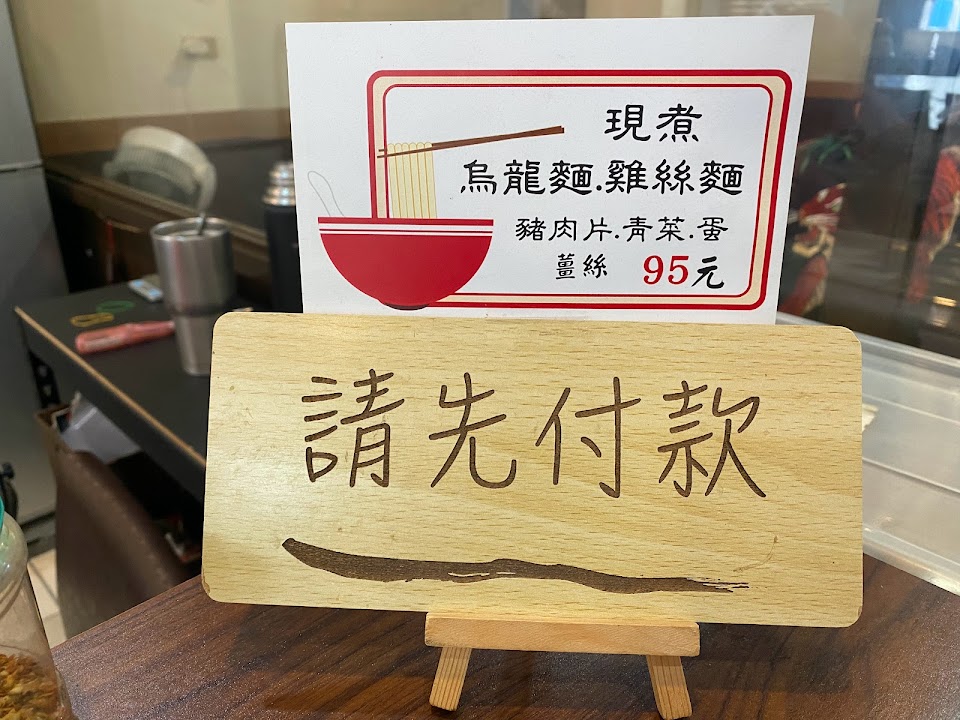 現煮
烏龍麵.雞絲麵
豬肉片.青菜.蛋
薑絲 95元
請先付款